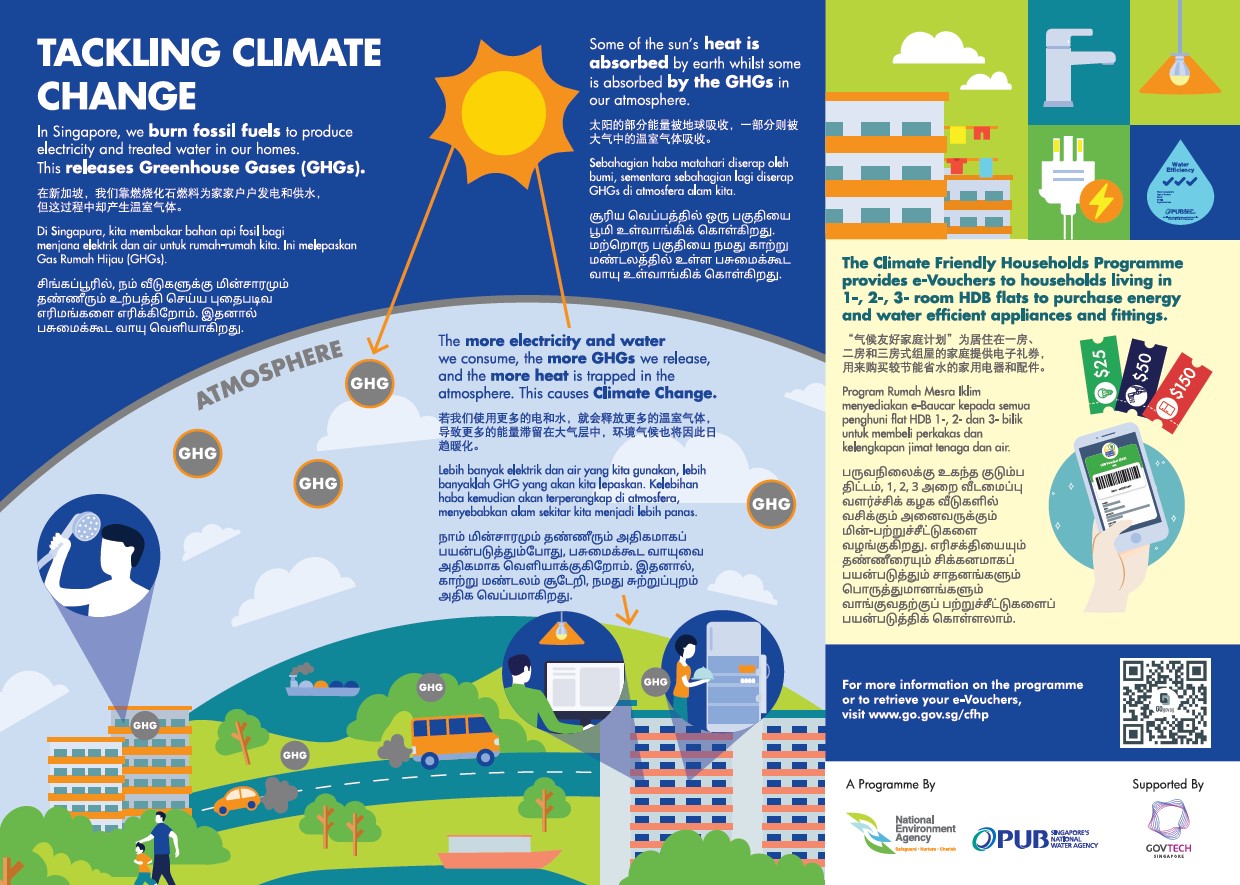 TACKLING CLIMATE
CHANGE
In Singapore, we burn fossil fuels to produce
electricity and treated water in our homes.
This releases Greenhouse Gases (GHGs).
在新加坡，我们靠燃烧化石燃料为家家户户发电和供水，
但这过程中却产生温室气体。
Di Singapura, kita membakar bahan api fosil bagi
menjana elektrik dan air untuk rumah-rumah kita. Ini melepaskan
Gas Rumah Hijau (GHGs).
சிங்கப்பூரில், நம் வீடுகளுக்கு மின்சாரமும்
தண்ணீரும் உற்பத்தி செய்ய புதைபடிவ
எரிமங்களை எரிக்கிறோம். இதனால்
பசுமைக்கூட வாயு வெளியாகிறது.
Some of the sun's heat is
absorbed by earth whilst some
is absorbed by the GHGs in
our atmosphere.
太阳的部分能量被地球吸收，一部分则被
大气中的温室气体吸收。
Sebahagian haba matahari diserap oleh
bumi, sementara sebahagian lagi diserap
GHGs di atmosfera alam kita.
சூரிய வெப்பத்தில் ஒரு பகுதியை
பூமி உள்வாங்கிக் கொள்கிறது.
மற்றொரு பகுதியை நமது காற்று
மண்டலத்தில் உள்ள பசுமைக்கூட
வாயு உள்வாங்கிக் கொள்கிறது.
ATMOSPHERE
GHG
GHG
GHG
GHG
The more electricity and water
we consume, the more GHGs we release,
and the more heat is trapped in the
atmosphere. This causes Climate Change.
若我们使用更多的电和水，就会释放更多的温室气体，
导致更多的能量滞留在大气层中，环境气候也将因此日
趋暖化。
Lebih banyak elektrik dan air yang kita gunakan, lebih
banyaklah GHG yang akan kita lepaskan. Kelebihan
haba kemudian akan terperangkap di atmosfera,
menyebabkan alam sekitar kita menjadi lebih panas.
நாம் மின்சாரமும் தண்ணீரும் அதிகமாகப்
பயன்படுத்தும்போது, பசுமைக்கூட வாயுவை
அதிகமாக வெளியாக்குகிறோம். இதனால்,
காற்று மண்டலம் சூடேறி, நமது சுற்றுப்புறம்
அதிக வெப்பமாகிறது.
GHG
GHG
GHG
GHG
Water
Efficiency
PUB
The Climate Friendly Households Programme
provides e-Vouchers to households living in
1-, 2-, 3- room HDB flats to purchase energy
and water efficient appliances and fittings.
“气候友好家庭计划”为居住在一房、
二房和三房式组屋的家庭提供电子礼券，
用来购买较节能省水的家用电器和配件。
Program Rumah Mesra Iklim
menyediakan e-Baucar kepada semua
penghuni flat HDB 1-, 2- dan 3- bilik
untuk membeli perkakas dan
kelengkapan jimat tenaga dan air.
பருவநிலைக்கு உகந்த குடும்ப
திட்டம், 1, 2, 3 அறை வீடமைப்பு
வளர்ச்சிக் கழக வீடுகளில்
வசிக்கும் அனைவருக்கும்
மின்-பற்றுச்சீட்டுகளை
வழங்குகிறது. எரிசக்தியையும்
தண்ணீரையும் சிக்கனமாகப்
பயன்படுத்தும் சாதனங்களும்
பொருத்துமானங்களும்
வாங்குவதற்குப் பற்றுச்சீட்டுகளைப்
பயன்படுத்திக் கொள்ளலாம்.
$25
$50
$150
For more information on the programme
or to retrieve your e-Vouchers,
visit www.go.gov.sg/cfhp
A Programme By
Supported By
National
Environment
Agency
Safeguard · Nurture · Cherish
PUB SINGAPORE'S
NATIONAL
WATER AGENCY
GOVTECH
SINGAPORE